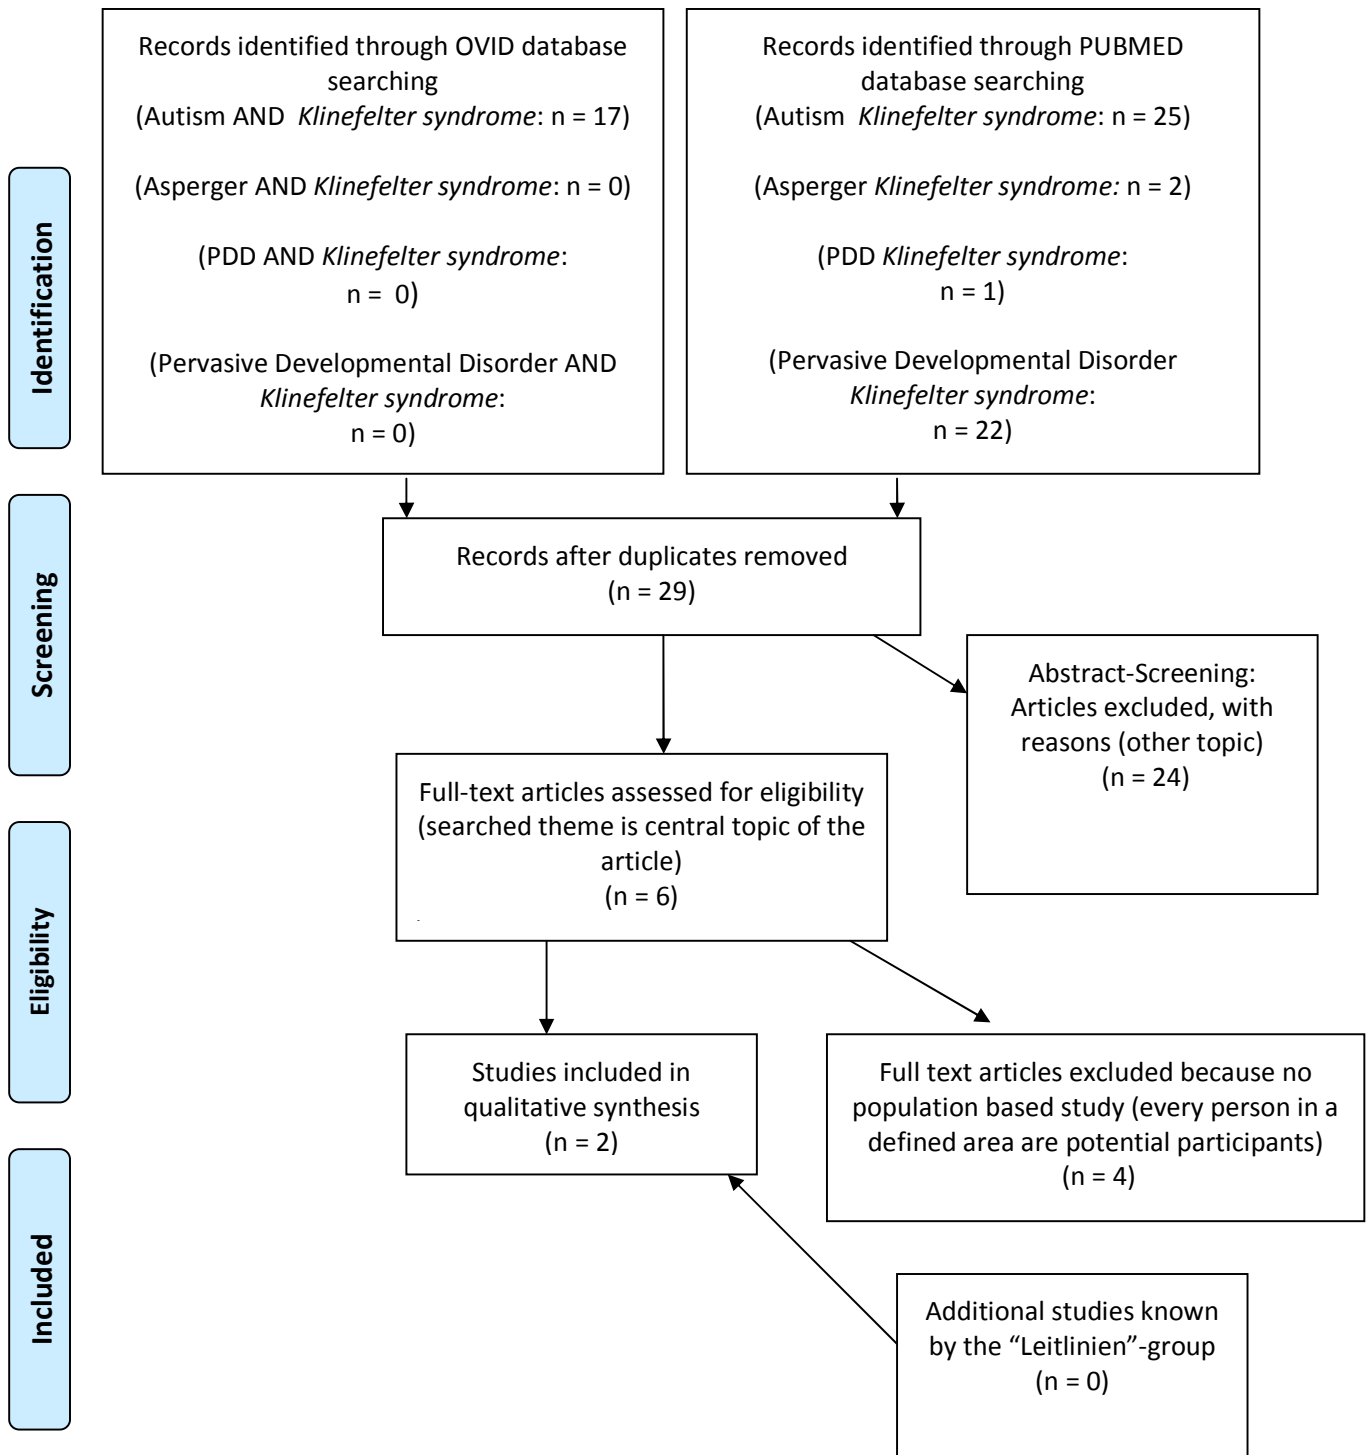 Records identified through OVID database
searching
(Autism AND Klinefelter syndrome: n = 17)
(Asperger AND Klinefelter syndrome: n = 0)
(PDD AND Klinefelter syndrome:
n = 0)
(Pervasive Developmental Disorder AND
Klinefelter syndrome:
n = 0)
Records identified through PUBMED
database searching
(Autism Klinefelter syndrome: n = 25)
(Asperger Klinefelter syndrome: n = 2)
(PDD Klinefelter syndrome:
n = 1)
(Pervasive Developmental Disorder
Klinefelter syndrome:
n = 22)
Identification
Records after duplicates removed
(n = 29)
Screening
Abstract-Screening:
Articles excluded, with
reasons (other topic)
(n = 24)
Full-text articles assessed for eligibility
(searched theme is central topic of the
article)
(n = 6)
Eligibility
Studies included in
qualitative synthesis
(n = 2)
Full text articles excluded because no
population based study (every person in a
defined area are potential participants)
(n = 4)
Included
Additional studies known
by the “Leitlinien”-group
(n = 0)